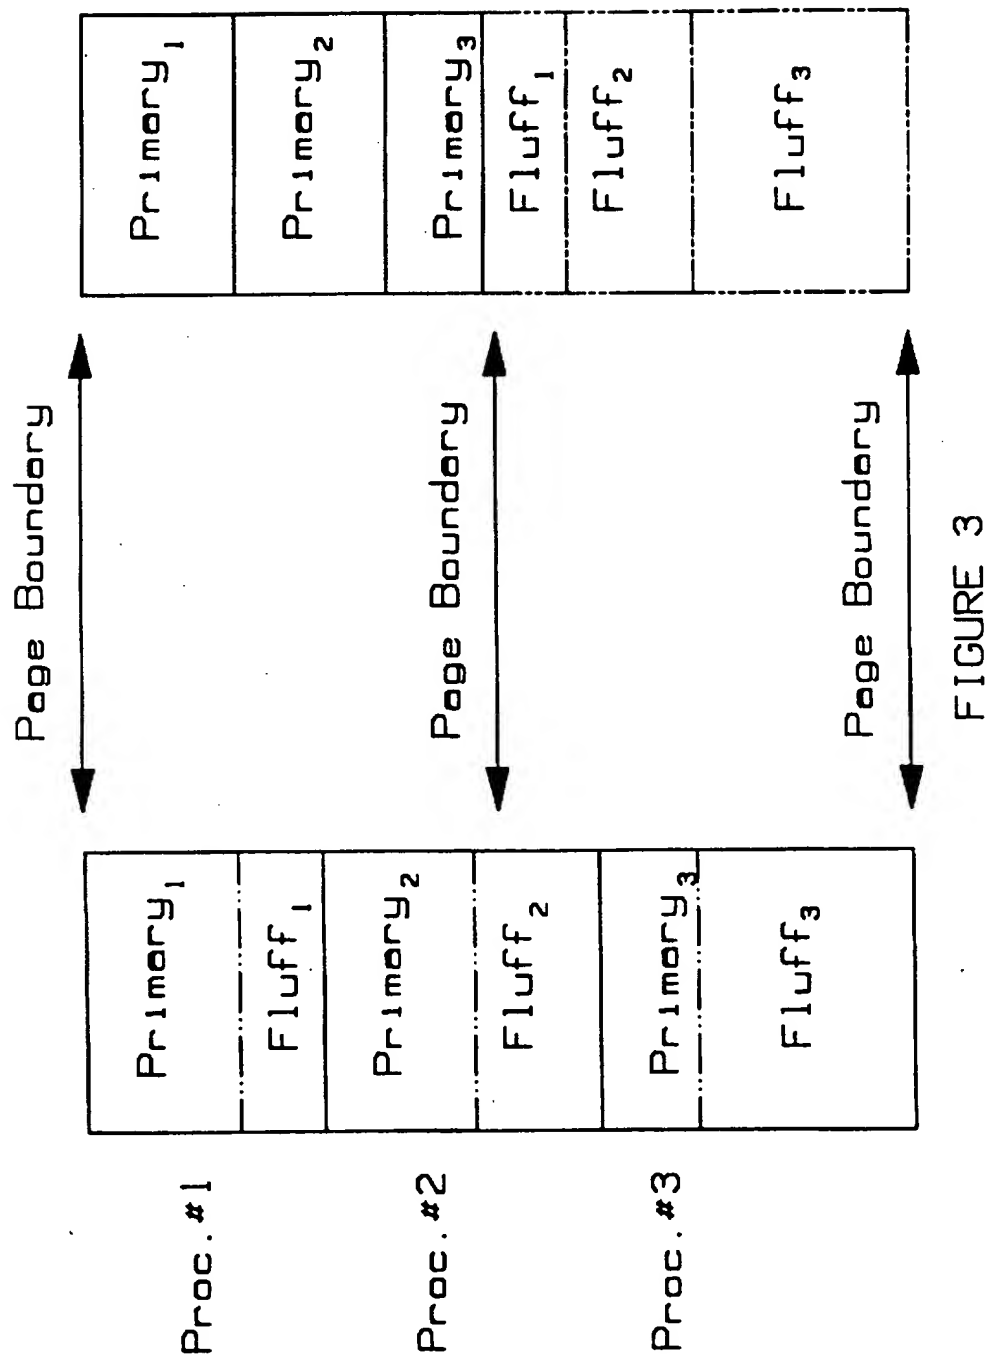 Proc.#1
Proc.#2
Proc.#3
Primary₁
Fluff₁
Primary₂
Fluff₂
Primary₃
Fluff₃
Page Boundary
Page Boundary
Page Boundary
Primary₁
Primary₂
Primary₃
Fluff₁
Fluff₂
Fluff₃
FIGURE 3